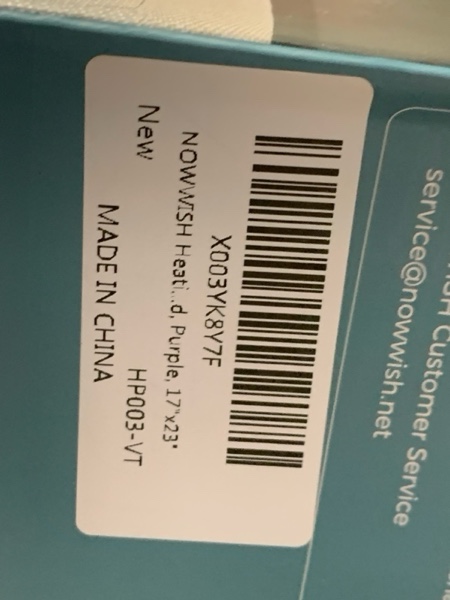 X003YK8Y7F
NOWWISH Heati...d, Purple, 17"x23"
New
HP003-VT
MADE IN CHINA
Customer Service
service@nowwish.net